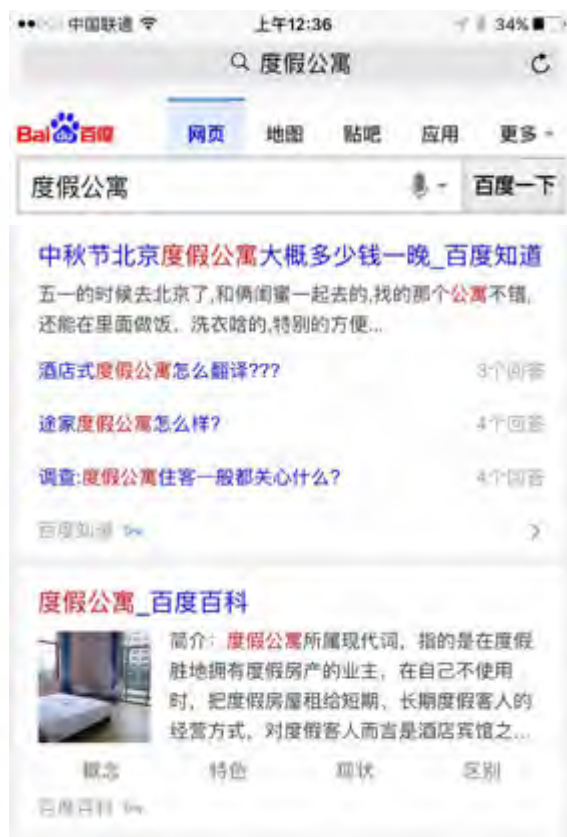 中国联通 上午12:36 34%
度假公寓
Bai du 百度 网页 地图 贴吧 应用 更多
度假公寓 百度一下
中秋节北京度假公寓大概多少钱一晚_百度知道
五一的时候去北京了,和俩闺蜜一起去的,找的那个公寓不错,
还能在里面做饭、洗衣啥的,特别的方便...
酒店式度假公寓怎么翻译??? 3个回答
途家度假公寓怎么样? 4个回答
调查:度假公寓住客一般都关心什么? 4个回答
百度知道
度假公寓_百度百科
简介：度假公寓所属现代词，指的是在度假
胜地拥有度假房产的业主，在自己不使用
时，把度假房屋租给短期、长期度假客人的
经营方式，对度假客人而言是酒店宾馆之...
概念 特色 现状 区别
百度百科